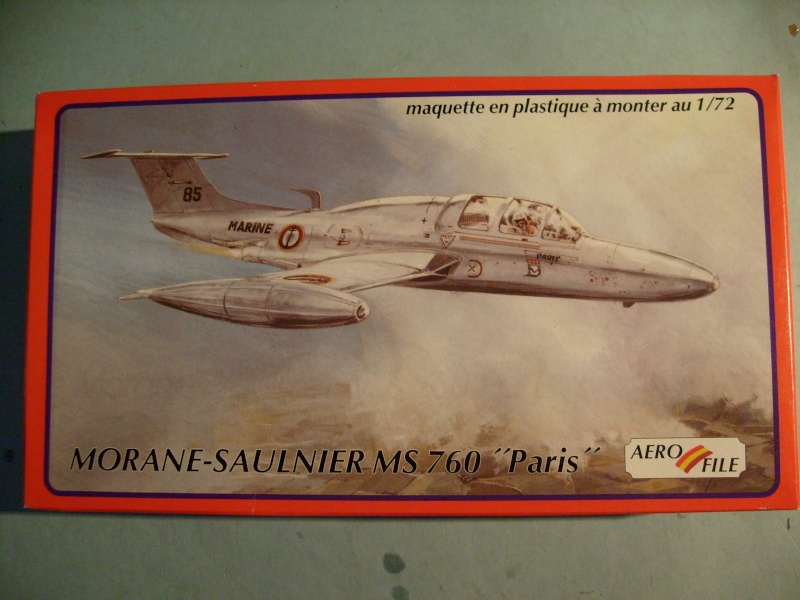 maquette en plastique à monter au 1/72
85
MARINE
MORANE-SAULNIER MS 760 "Paris"
AERO FILE